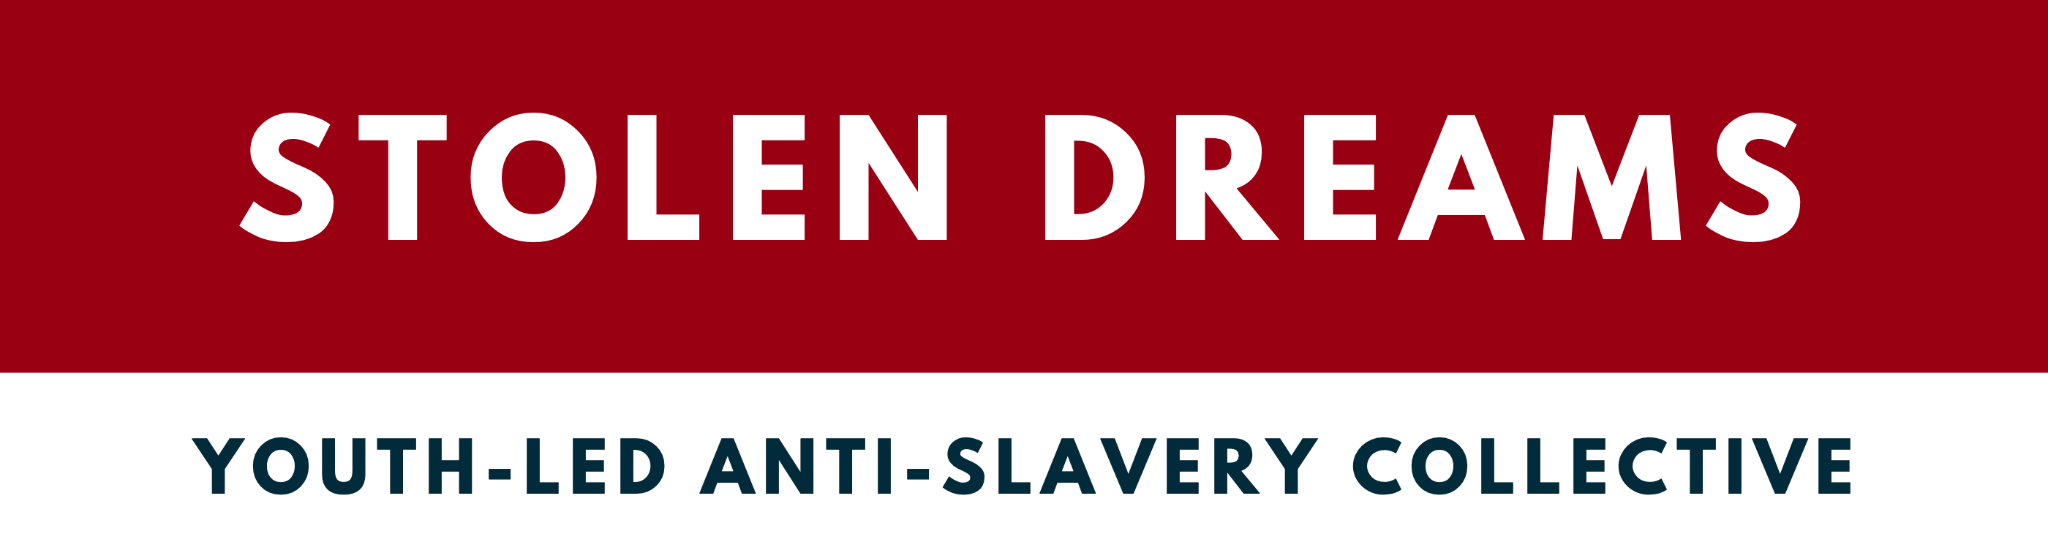 STOLEN DREAMS
YOUTH-LED ANTI-SLAVERY COLLECTIVE